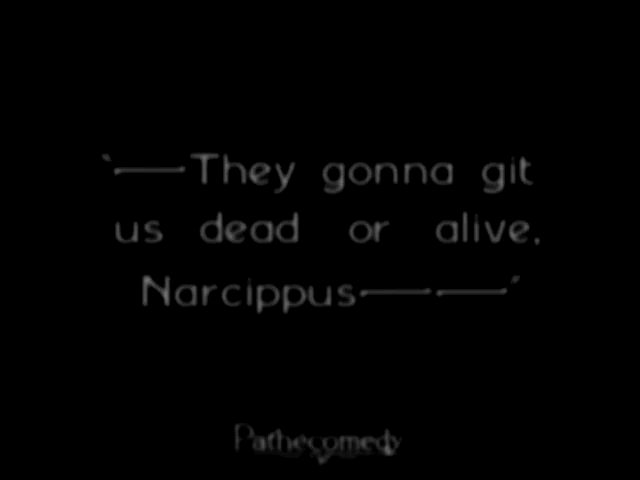 ‘—They gonna git
us dead or alive,
Narcippus— —’
Pathecomedy